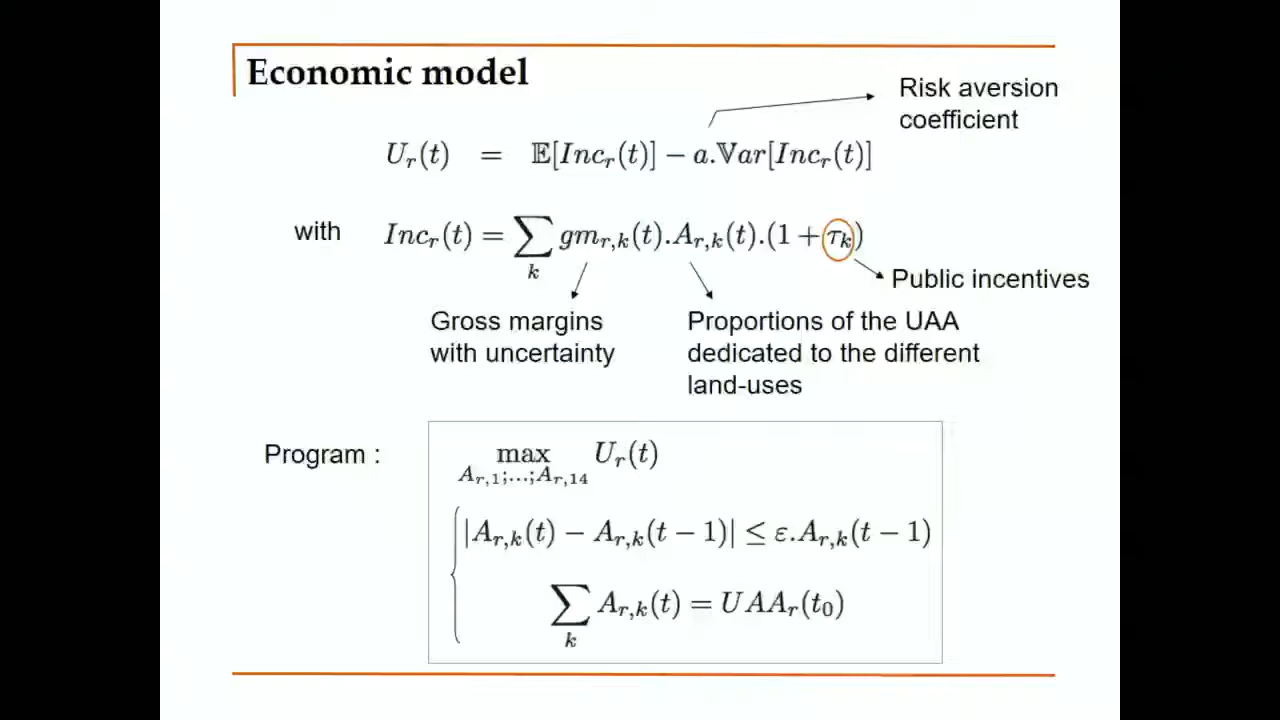 Economic model
Risk aversion
coefficient
U_r(t) = 𝔼[Inc_r(t)] − a.𝕍ar[Inc_r(t)]
with Inc_r(t) = ∑_k gm_{r,k}(t).A_{r,k}(t).(1 + τ_k)
Public incentives
Gross margins
with uncertainty
Proportions of the UAA
dedicated to the different
land-uses
Program : max_{A_{r,1};...;A_{r,14}} U_r(t)
|A_{r,k}(t) − A_{r,k}(t − 1)| ≤ ε.A_{r,k}(t − 1)
∑_k A_{r,k}(t) = UAA_r(t_0)